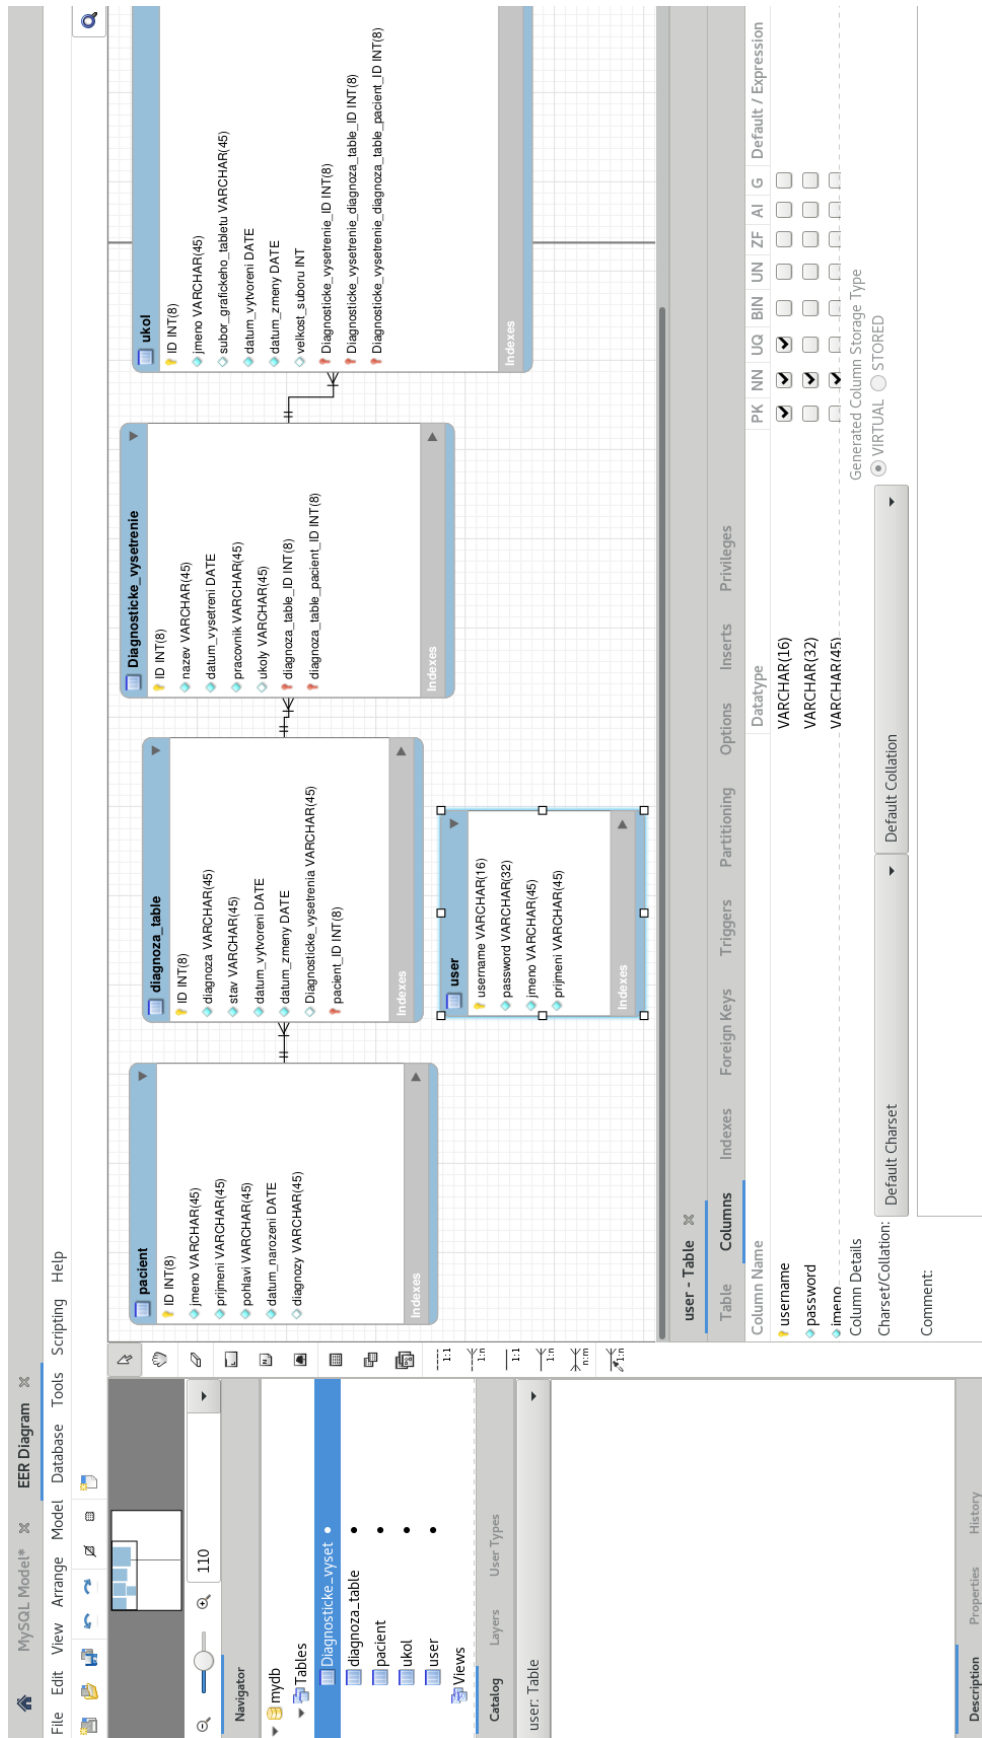 MySQL Model*
EER Diagram
File Edit View Arrange Model Database Tools Scripting Help
110
Navigator
mydb
Tables
Diagnosticke_vyset
diagnoza_table
pacient
ukol
user
Views
Catalog Layers User Types
user: Table
Description Properties History
1:1
1:n
1:1
1:n
n:m
1:n
pacient
ID INT(8)
jmeno VARCHAR(45)
prijmeni VARCHAR(45)
pohlavi VARCHAR(45)
datum_narozeni DATE
diagnozy VARCHAR(45)
Indexes
diagnoza_table
ID INT(8)
diagnoza VARCHAR(45)
stav VARCHAR(45)
datum_vytvoreni DATE
datum_zmeny DATE
Diagnosticke_vysetrenia VARCHAR(45)
pacient_ID INT(8)
Indexes
Diagnosticke_vysetrenie
ID INT(8)
nazev VARCHAR(45)
datum_vysetreni DATE
pracovnik VARCHAR(45)
ukoly VARCHAR(45)
diagnoza_table_ID INT(8)
diagnoza_table_pacient_ID INT(8)
Indexes
ukol
ID INT(8)
jmeno VARCHAR(45)
subor_grafickeho_tabletu VARCHAR(45)
datum_vytvoreni DATE
datum_zmeny DATE
velkost_suboru INT
Diagnosticke_vysetrenie_ID INT(8)
Diagnosticke_vysetrenie_diagnoza_table_ID INT(8)
Diagnosticke_vysetrenie_diagnoza_table_pacient_ID INT(8)
Indexes
user
username VARCHAR(16)
password VARCHAR(32)
jmeno VARCHAR(45)
prijmeni VARCHAR(45)
Indexes
user - Table
Table Columns Indexes Foreign Keys Triggers Partitioning Options Inserts Privileges
Column Name Datatype PK NN UQ BIN UN ZF AI G Default / Expression
username VARCHAR(16)
password VARCHAR(32)
jmeno VARCHAR(45)
Column Details Generated Column Storage Type
Charset/Collation: Default Charset Default Collation VIRTUAL STORED
Comment: